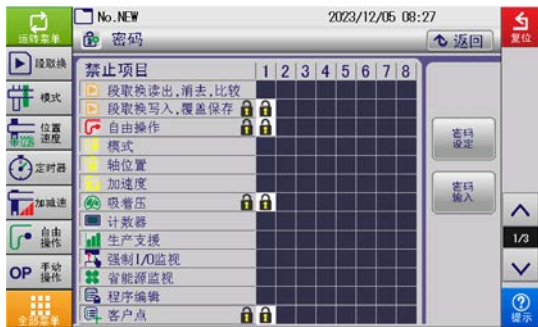 No.NEW 2023/12/05 08:27
运转菜单
密码
返回
复位
段取换
模式
位置
速度
定时器
加减速
自由
操作
OP 手动
操作
全部菜单
禁止项目 1 2 3 4 5 6 7 8
段取换读出,消去,比较
段取换写入,覆盖保存
自由操作
模式
轴位置
加速度
吸着压
计数器
生产支援
强制I/O监视
省能源监视
程序编辑
客户点
密码
设定
密码
输入
1/3
提示